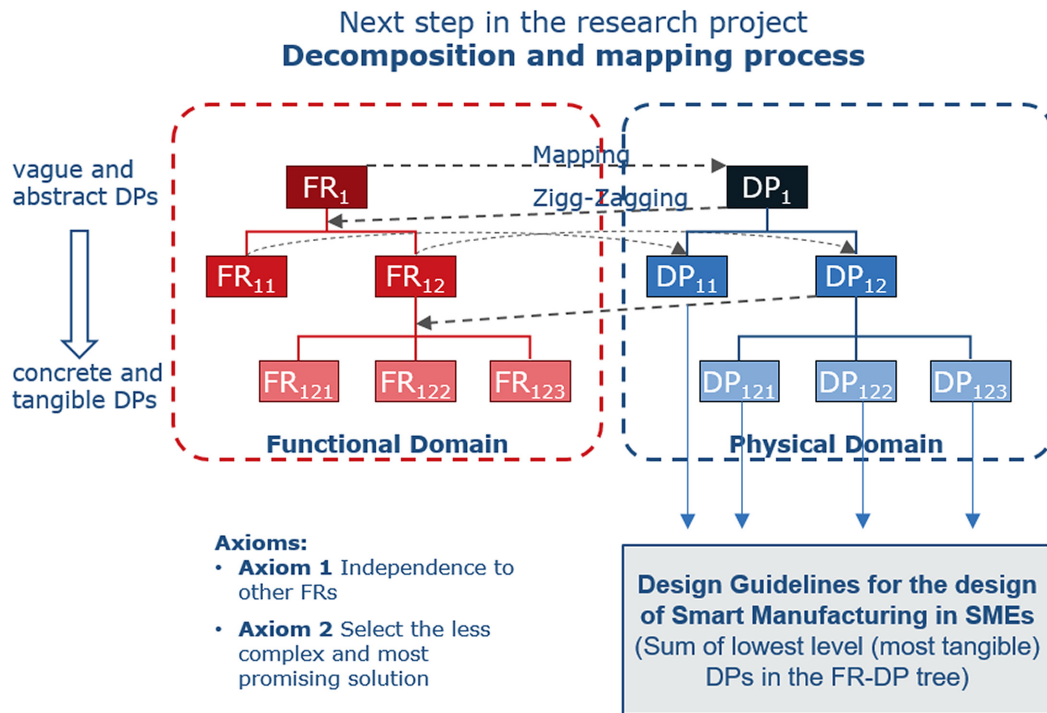 Next step in the research project
Decomposition and mapping process
vague and
abstract DPs
concrete and
tangible DPs
Mapping
Zigg-Zagging
FR1
DP1
FR11
FR12
DP11
DP12
FR121
FR122
FR123
DP121
DP122
DP123
Functional Domain
Physical Domain
Axioms:
• Axiom 1 Independence to
other FRs
• Axiom 2 Select the less
complex and most
promising solution
Design Guidelines for the design
of Smart Manufacturing in SMEs
(Sum of lowest level (most tangible)
DPs in the FR-DP tree)